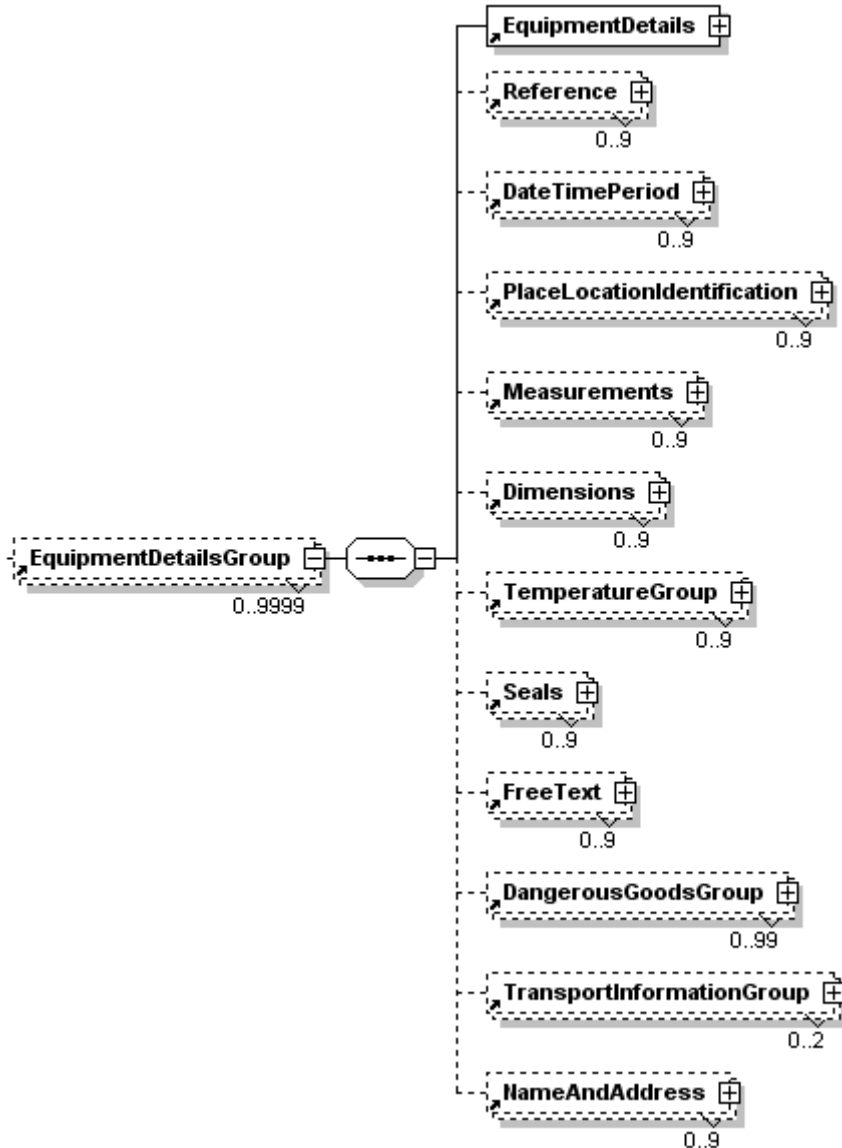 EquipmentDetails
Reference
0..9
DateTimePeriod
0..9
PlaceLocationIdentification
0..9
Measurements
0..9
Dimensions
0..9
EquipmentDetailsGroup
0..9999
TemperatureGroup
0..9
Seals
0..9
FreeText
0..9
DangerousGoodsGroup
0..99
TransportInformationGroup
0..2
NameAndAddress
0..9